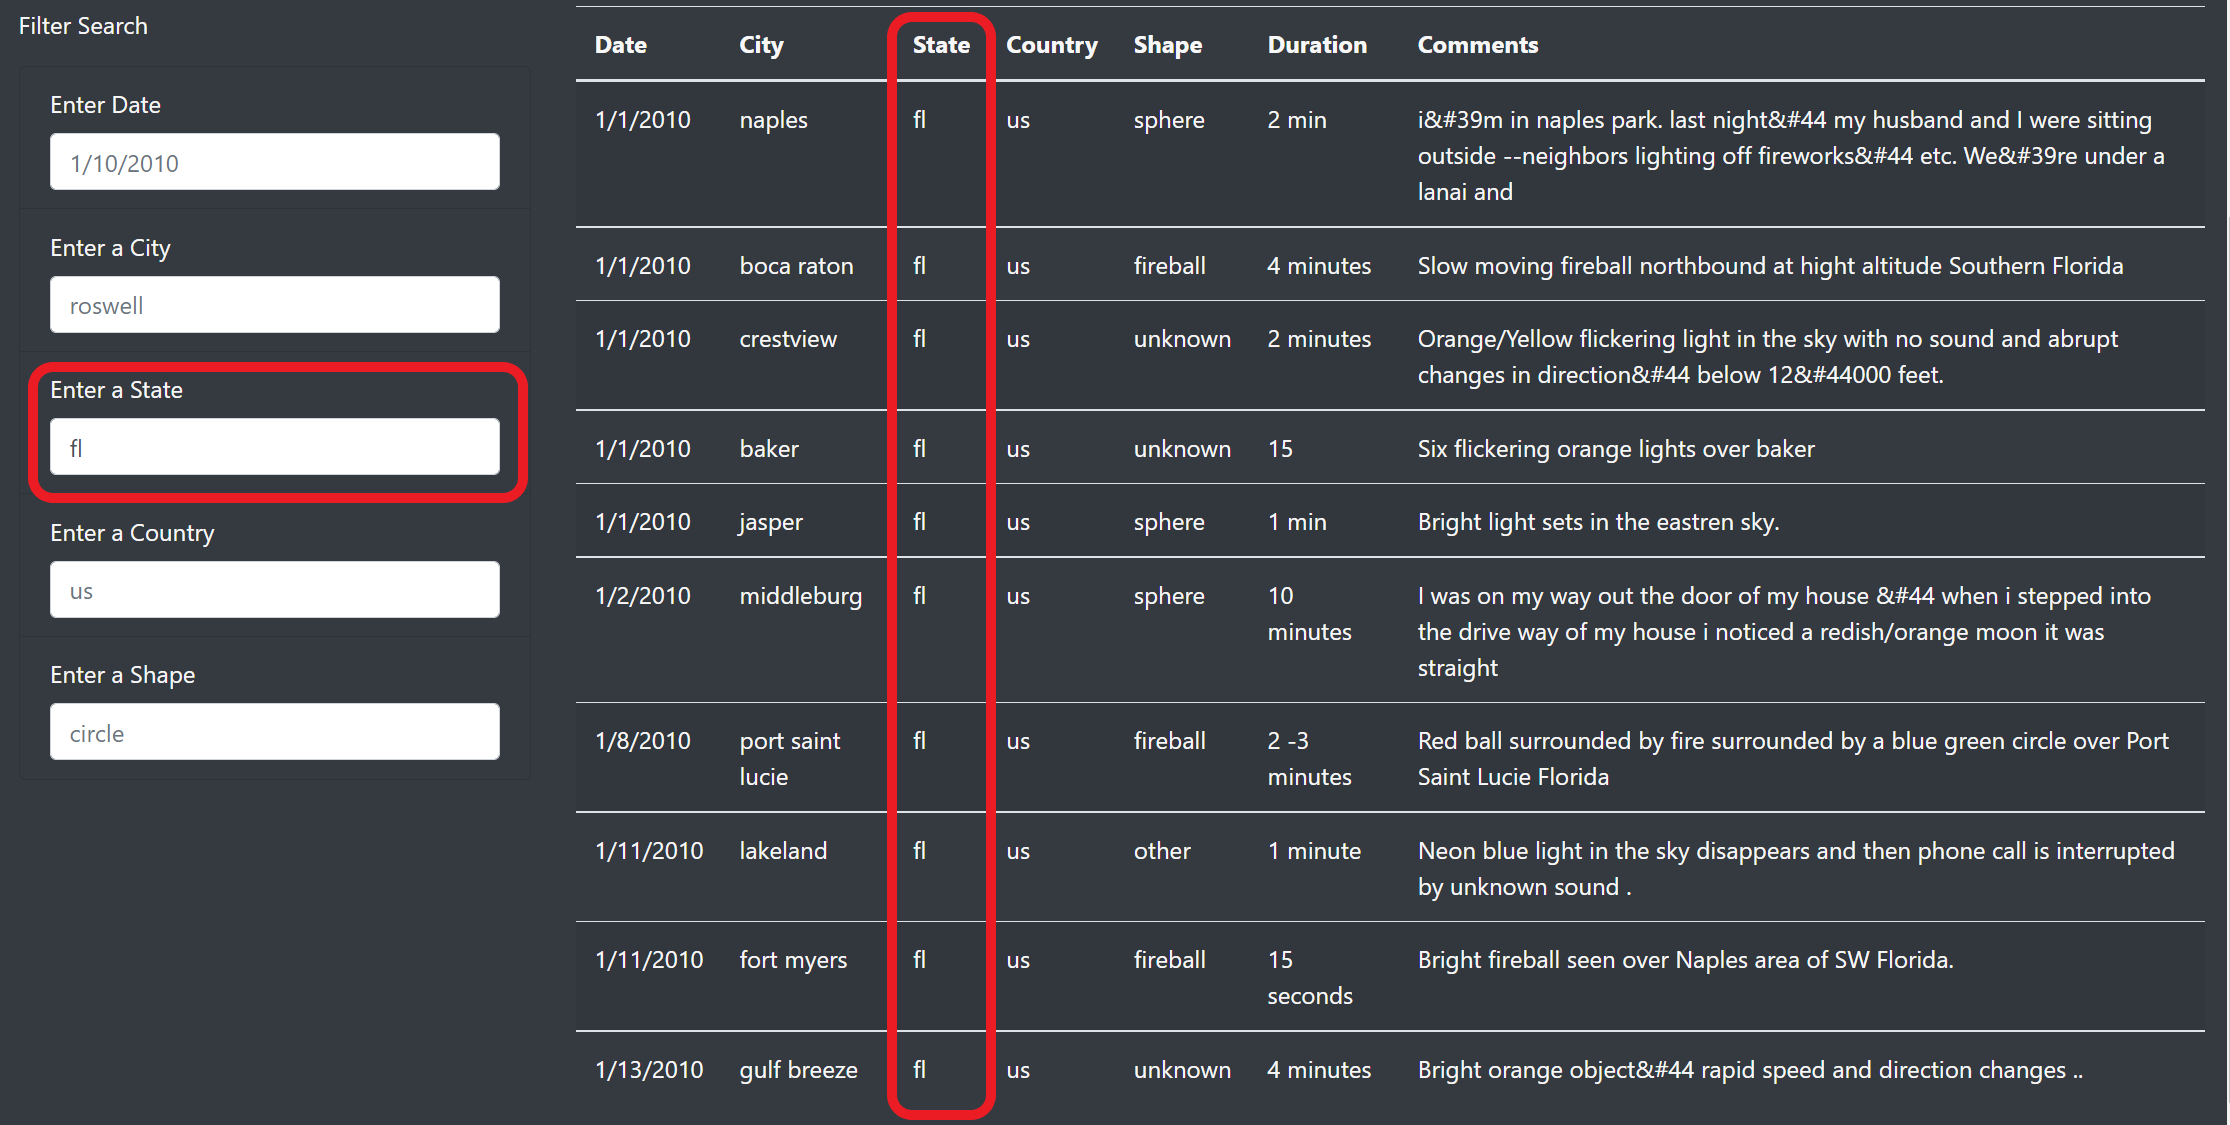 Filter Search
Enter Date
1/10/2010
Enter a City
roswell
Enter a State
fl
Enter a Country
us
Enter a Shape
circle
Date City State Country Shape Duration Comments
1/1/2010 naples fl us sphere 2 min i&#39m in naples park. last night&#44 my husband and I were sitting
outside --neighbors lighting off fireworks&#44 etc. We&#39re under a
lanai and
1/1/2010 boca raton fl us fireball 4 minutes Slow moving fireball northbound at hight altitude Southern Florida
1/1/2010 crestview fl us unknown 2 minutes Orange/Yellow flickering light in the sky with no sound and abrupt
changes in direction&#44 below 12&#44000 feet.
1/1/2010 baker fl us unknown 15 Six flickering orange lights over baker
1/1/2010 jasper fl us sphere 1 min Bright light sets in the eastren sky.
1/2/2010 middleburg fl us sphere 10 I was on my way out the door of my house &#44 when i stepped into
minutes the drive way of my house i noticed a redish/orange moon it was
straight
1/8/2010 port saint fl us fireball 2 -3 Red ball surrounded by fire surrounded by a blue green circle over Port
lucie minutes Saint Lucie Florida
1/11/2010 lakeland fl us other 1 minute Neon blue light in the sky disappears and then phone call is interrupted
by unknown sound .
1/11/2010 fort myers fl us fireball 15 Bright fireball seen over Naples area of SW Florida.
seconds
1/13/2010 gulf breeze fl us unknown 4 minutes Bright orange object&#44 rapid speed and direction changes ..